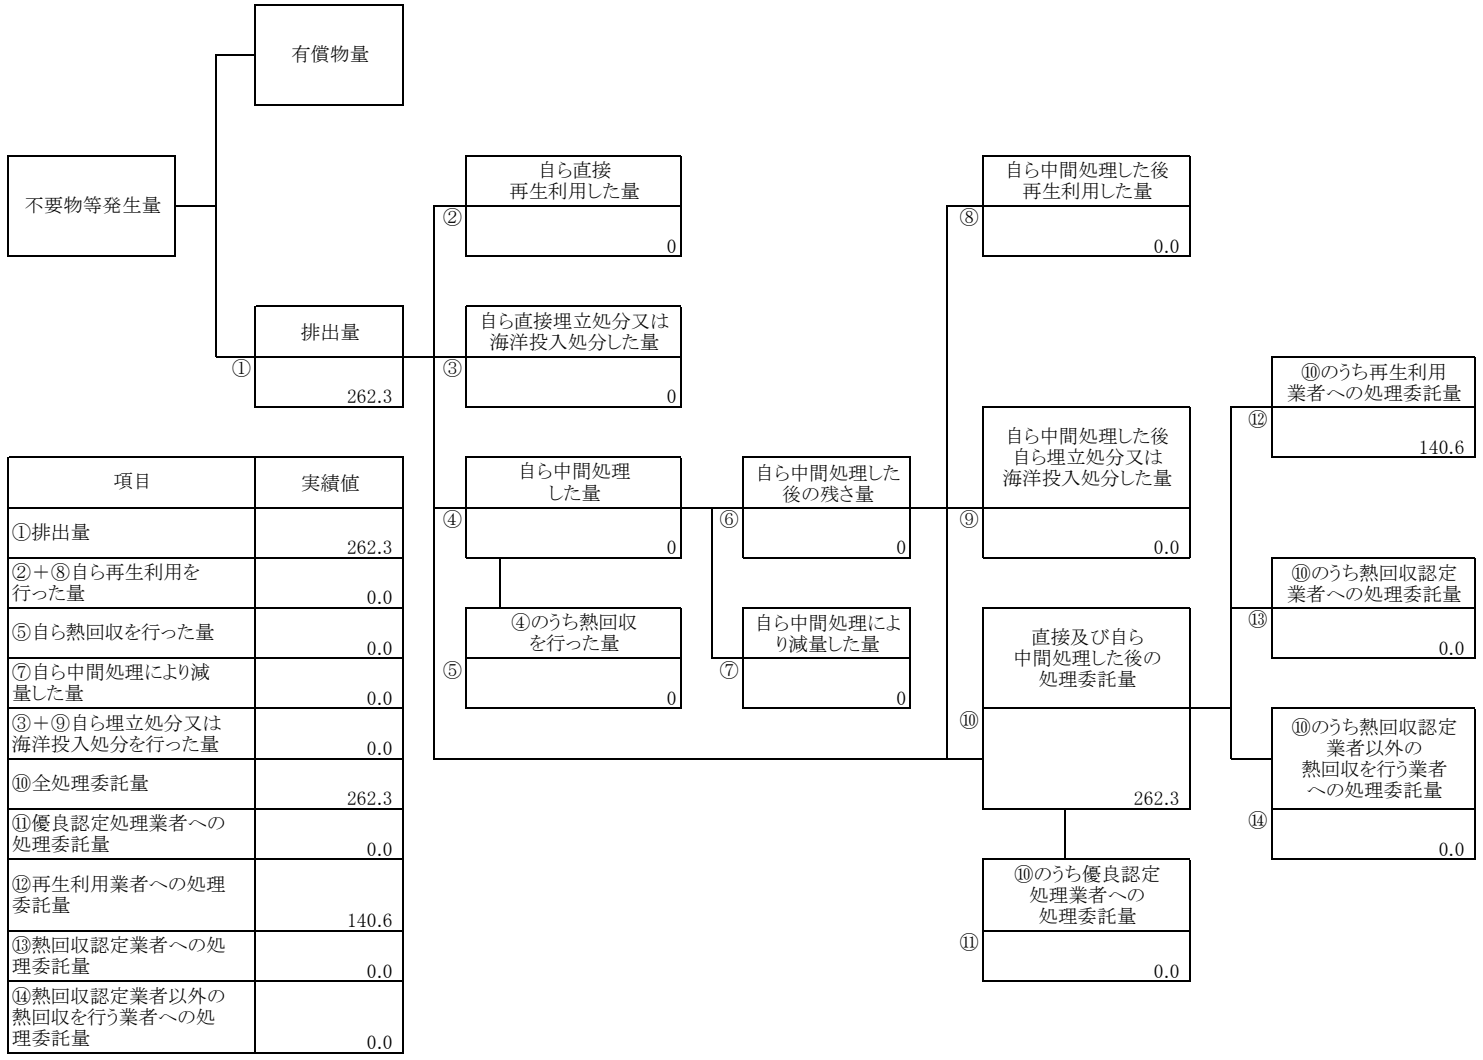 有償物量
不要物等発生量
排出量
①
262.3
自ら直接
再生利用した量
②
0
自ら直接埋立処分又は
海洋投入処分した量
③
0
自ら中間処理
した量
④
0
④のうち熱回収
を行った量
⑤
0
自ら中間処理した
後の残さ量
⑥
0
自ら中間処理によ
り減量した量
⑦
0
自ら中間処理した後
再生利用した量
⑧
0.0
自ら中間処理した後
自ら埋立処分又は
海洋投入処分した量
⑨
0.0
直接及び自ら
中間処理した後の
処理委託量
⑩
262.3
⑩のうち優良認定
処理業者への
処理委託量
⑪
0.0
⑩のうち再生利用
業者への処理委託量
⑫
140.6
⑩のうち熱回収認定
業者への処理委託量
⑬
0.0
⑩のうち熱回収認定
業者以外の
熱回収を行う業者
への処理委託量
⑭
0.0
項目 実績値
①排出量
262.3
②＋⑧自ら再生利用を
行った量
0.0
⑤自ら熱回収を行った量
0.0
⑦自ら中間処理により減
量した量
0.0
③＋⑨自ら埋立処分又は
海洋投入処分を行った量
0.0
⑩全処理委託量
262.3
⑪優良認定処理業者への
処理委託量
0.0
⑫再生利用業者への処理
委託量
140.6
⑬熱回収認定業者への処
理委託量
0.0
⑭熱回収認定業者以外の
熱回収を行う業者への処
理委託量
0.0